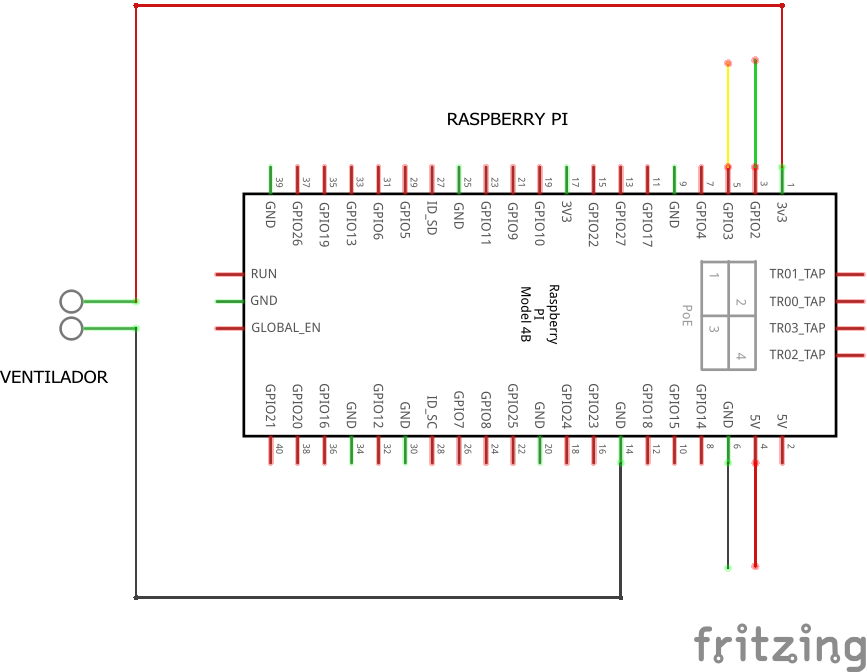 RASPBERRY PI
39 37 35 33 31 29 27 25 23 21 19 17 15 13 11 9 7 5 3 1
GND GPIO26 GPIO19 GPIO13 GPIO6 GPIO5 ID_SD GND GPIO11 GPIO9 GPIO10 3V3 GPIO22 GPIO27 GPIO17 GND GPIO4 GPIO3 GPIO2 3V3
RUN
GND
GLOBAL_EN
Raspberry
PI
Model 4B
PoE
1
2
3
4
TR01_TAP
TR00_TAP
TR03_TAP
TR02_TAP
VENTILADOR
GPIO21 GPIO20 GPIO16 GND GPIO12 GND ID_SC GPIO7 GPIO8 GPIO25 GND GPIO24 GPIO23 GND GPIO18 GPIO15 GPIO14 GND 5V 5V
40 38 36 34 32 30 28 26 24 22 20 18 16 14 12 10 8 6 4 2
fritzing